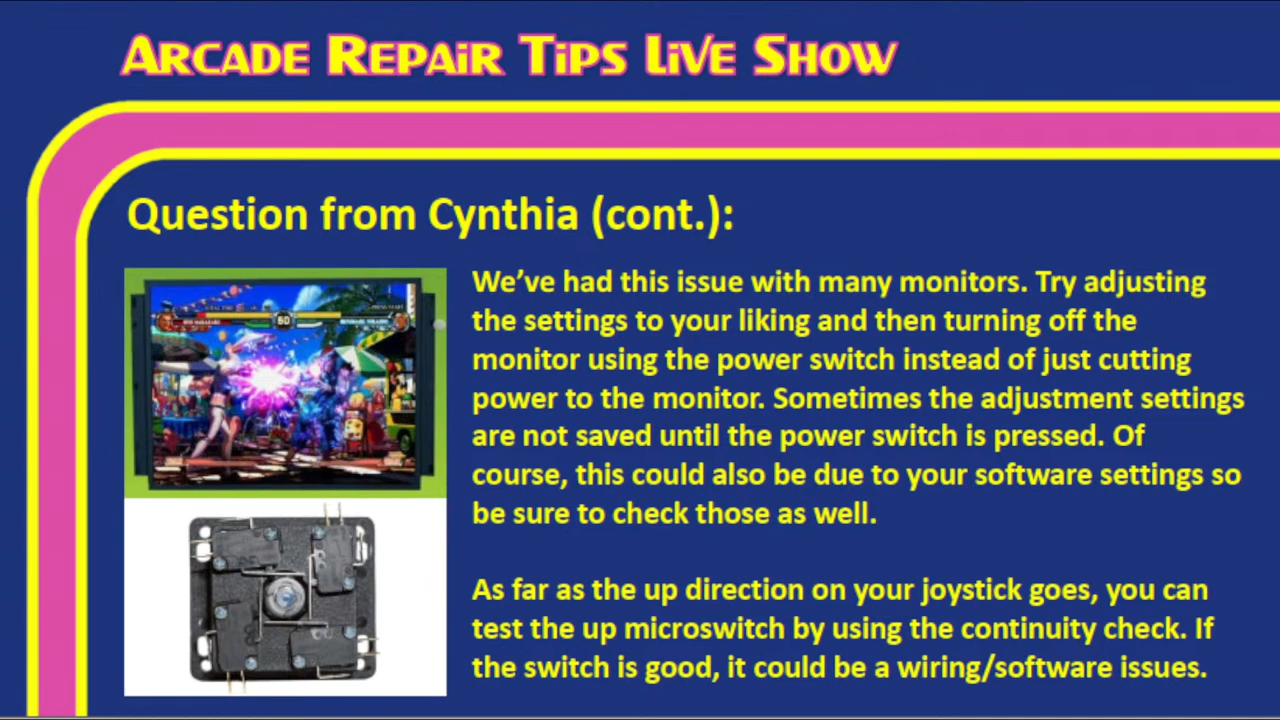 Arcade Repair Tips Live Show
Question from Cynthia (cont.):
We’ve had this issue with many monitors. Try adjusting
the settings to your liking and then turning off the
monitor using the power switch instead of just cutting
power to the monitor. Sometimes the adjustment settings
are not saved until the power switch is pressed. Of
course, this could also be due to your software settings so
be sure to check those as well.
As far as the up direction on your joystick goes, you can
test the up microswitch by using the continuity check. If
the switch is good, it could be a wiring/software issues.